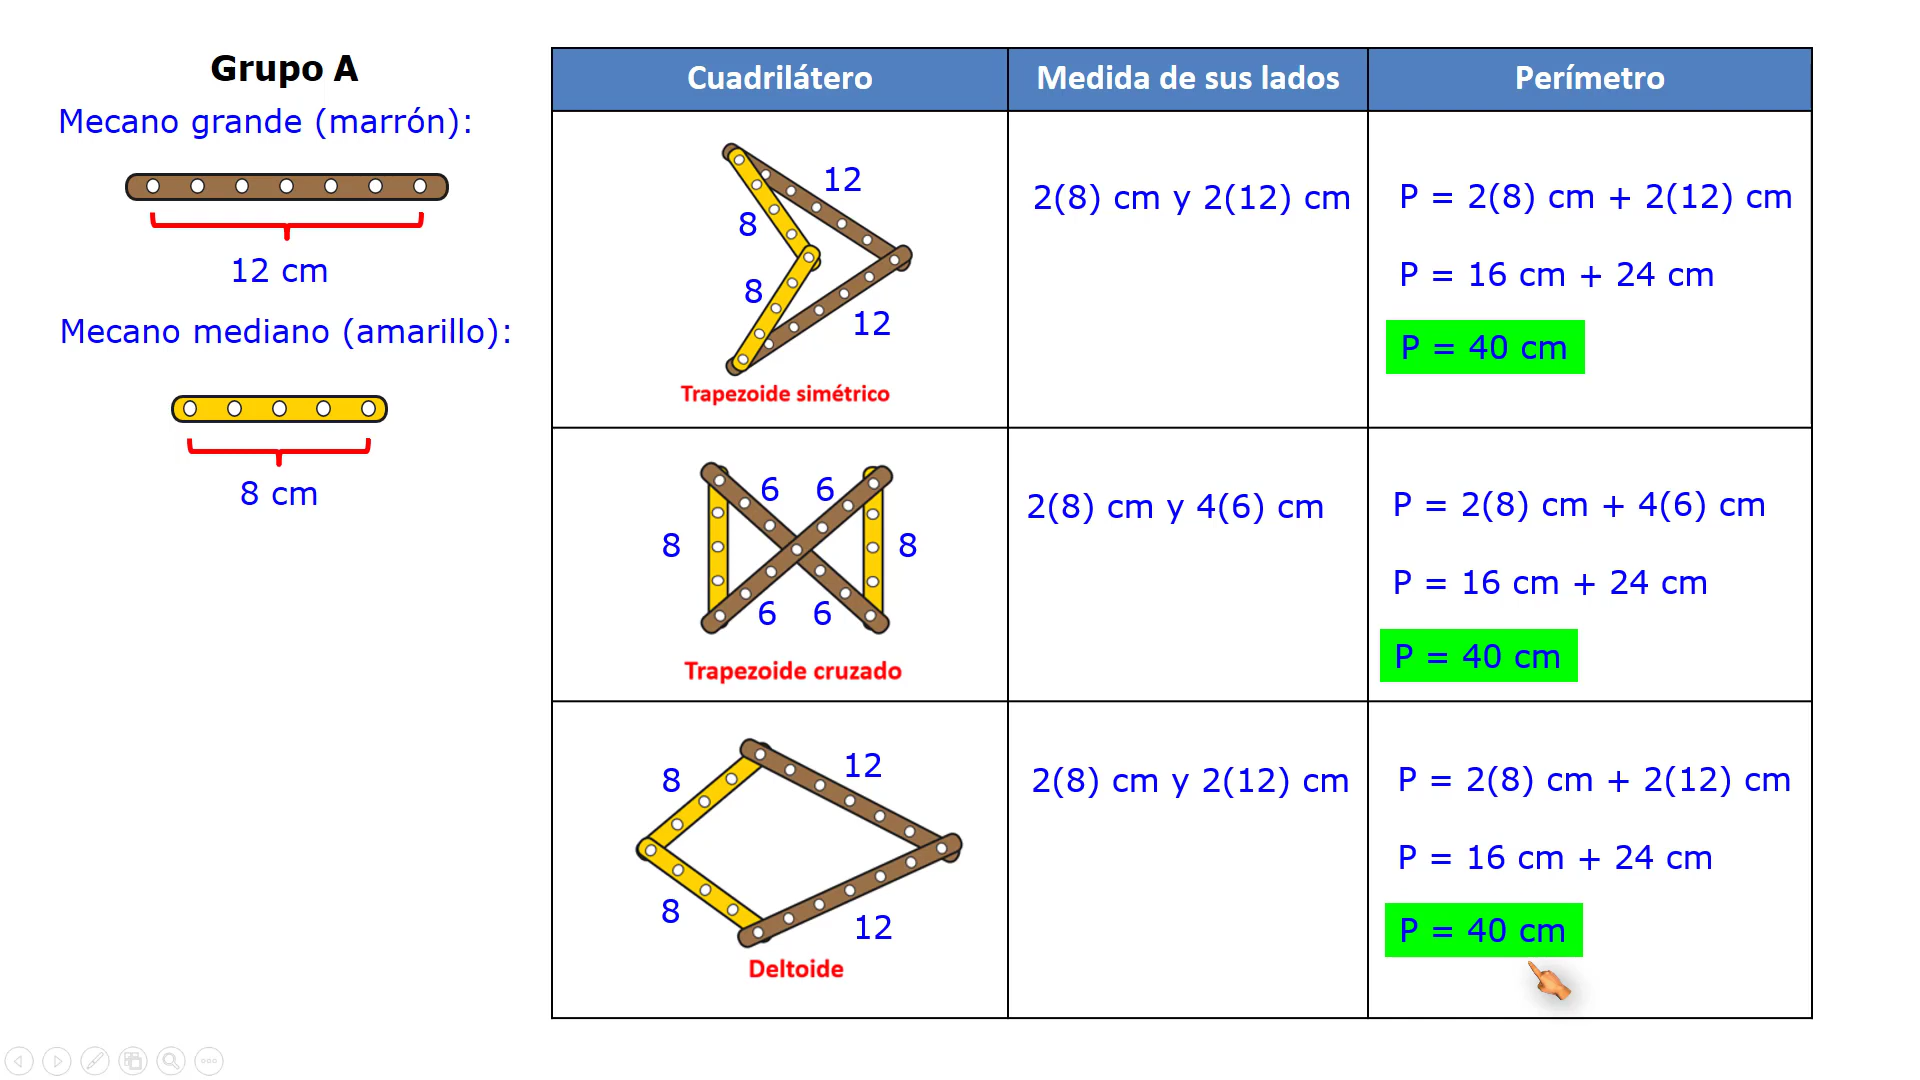 Grupo A
Mecano grande (marrón):
12 cm
Mecano mediano (amarillo):
8 cm
Cuadrilátero
Medida de sus lados
Perímetro
12
8
8
12
Trapezoide simétrico
2(8) cm y 2(12) cm
P = 2(8) cm + 2(12) cm
P = 16 cm + 24 cm
P = 40 cm
6 6
8 8
6 6
Trapezoide cruzado
2(8) cm y 4(6) cm
P = 2(8) cm + 4(6) cm
P = 16 cm + 24 cm
P = 40 cm
8 12
8 12
Deltoide
2(8) cm y 2(12) cm
P = 2(8) cm + 2(12) cm
P = 16 cm + 24 cm
P = 40 cm